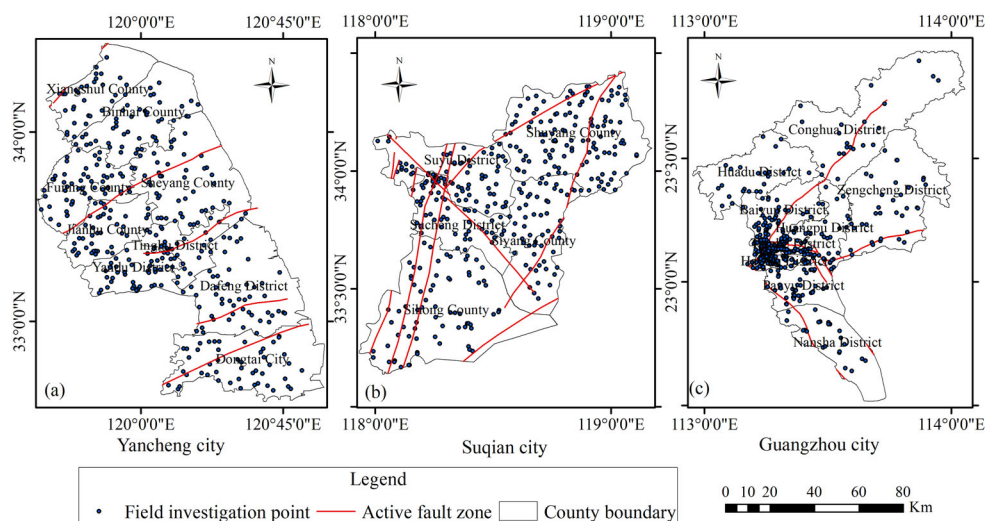 120°00'0"E 120°45'0"E
118°0'0"E 119°0'0"E
113°0'0"E 114°0'0"E
N
N
N
34°0'0"N
33°0'0"N
34°0'0"N
33°30'0"N
23°30'0"N
23°0'0"N
Xiangshui County
Binhai County
Funing County
Sheyang County
Jianhu County
Tinghu District
Yandu District
Dafeng District
Dongtai City
(a)
Shuyang County
Suyu District
Sucheng District
Siyang County
Sihong County
(b)
Conghua District
Huadu District
Zengcheng District
Baiyun District
Huangpu District
District
District
Panyu District
Nansha District
(c)
120°00'0"E 120°45'0"E
118°0'0"E 119°0'0"E
113°0'0"E 114°0'0"E
Yancheng city
Suqian city
Guangzhou city
Legend
Field investigation point
Active fault zone
County boundary
0 5 10 20 40 60 80
Km